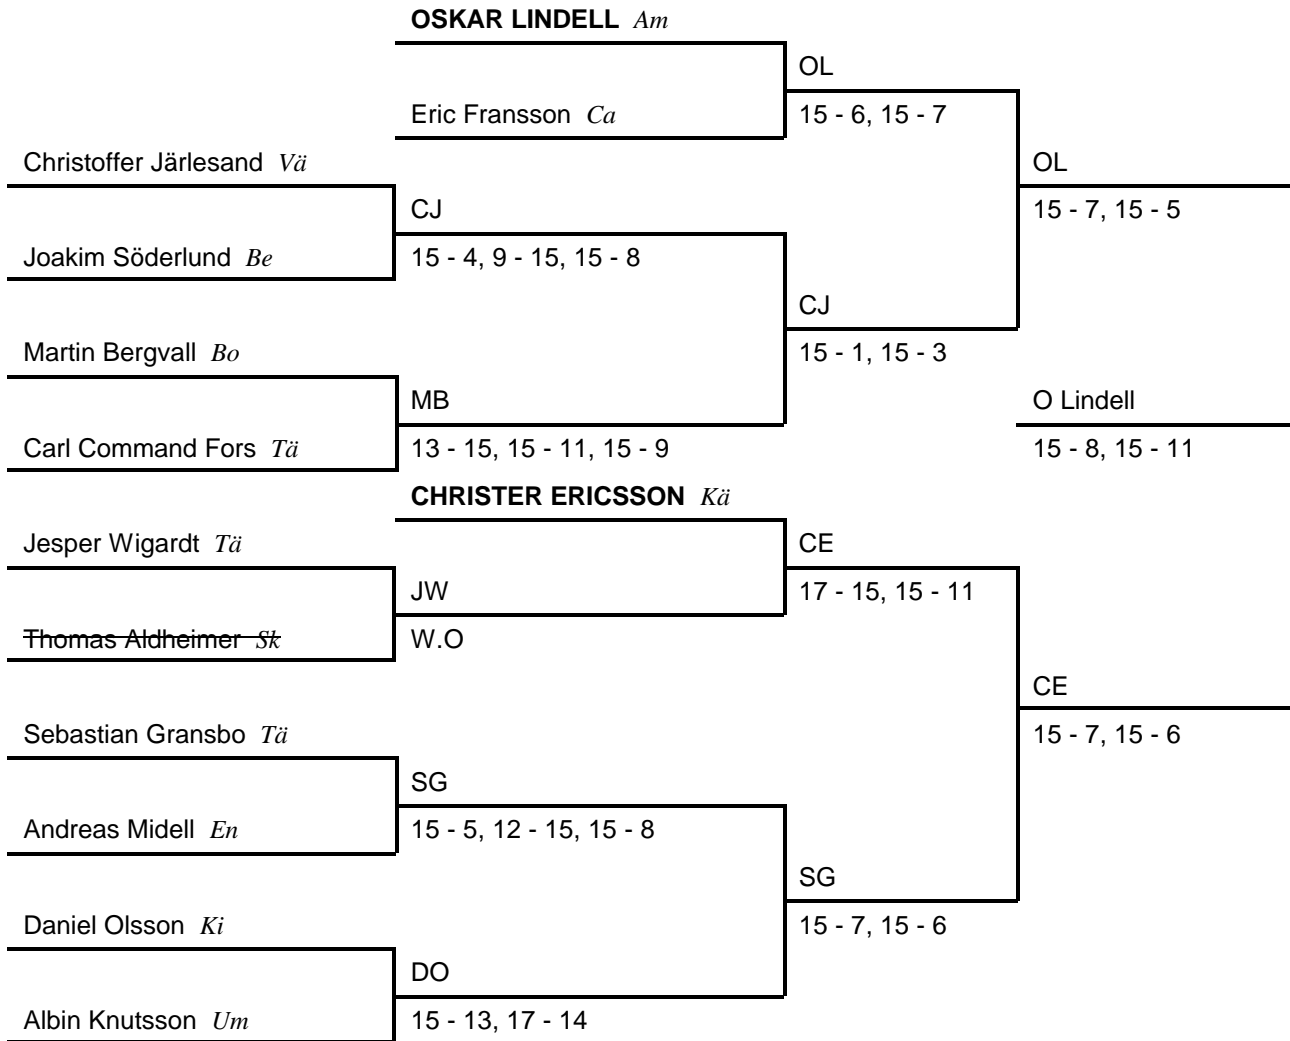 OSKAR LINDELL Am
OL
Eric Fransson Ca
15 - 6, 15 - 7
Christoffer Järlesand Vä
OL
CJ
15 - 7, 15 - 5
Joakim Söderlund Be
15 - 4, 9 - 15, 15 - 8
CJ
Martin Bergvall Bo
15 - 1, 15 - 3
MB
O Lindell
Carl Command Fors Tä
13 - 15, 15 - 11, 15 - 9
15 - 8, 15 - 11
CHRISTER ERICSSON Kä
Jesper Wigardt Tä
CE
JW
17 - 15, 15 - 11
Thomas Aldheimer Sk
W.O
CE
Sebastian Gransbo Tä
15 - 7, 15 - 6
SG
Andreas Midell En
15 - 5, 12 - 15, 15 - 8
SG
Daniel Olsson Ki
15 - 7, 15 - 6
DO
Albin Knutsson Um
15 - 13, 17 - 14